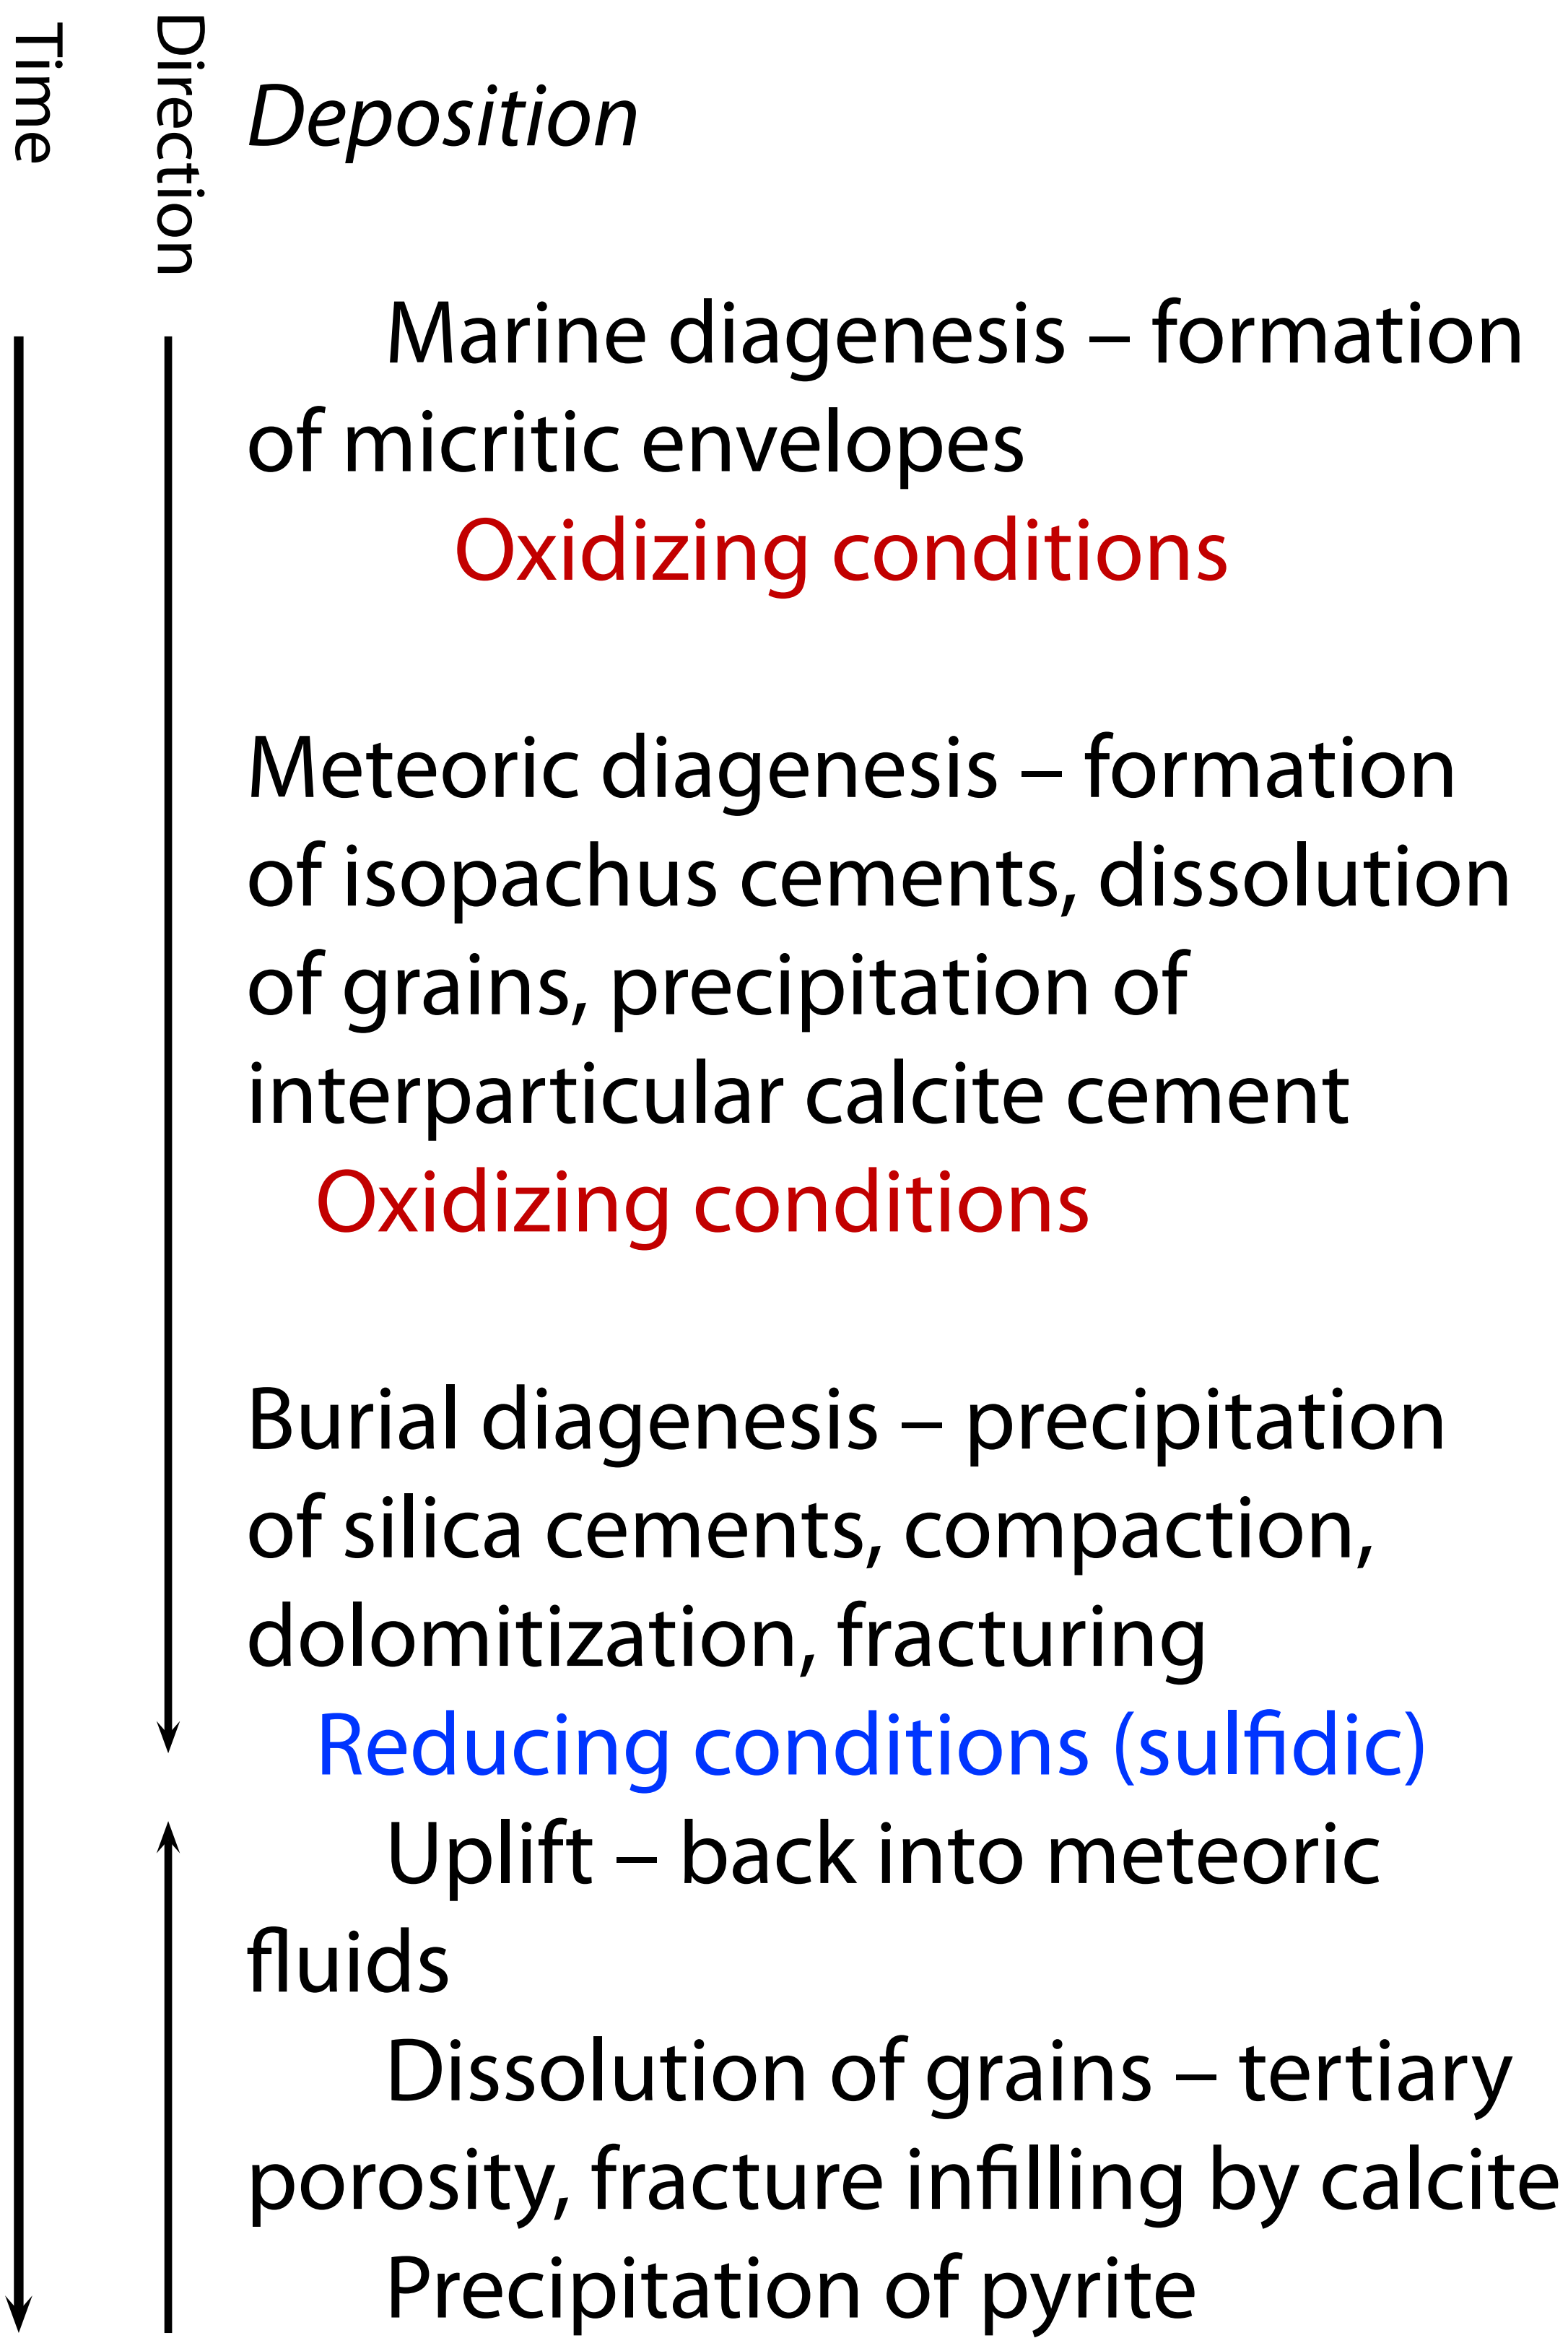 Time
Direction
Deposition
Marine diagenesis – formation
of micritic envelopes
Oxidizing conditions
Meteoric diagenesis – formation
of isopachus cements, dissolution
of grains, precipitation of
interparticular calcite cement
Oxidizing conditions
Burial diagenesis – precipitation
of silica cements, compaction,
dolomitization, fracturing
Reducing conditions (sulfidic)
Uplift – back into meteoric
fluids
Dissolution of grains – tertiary
porosity, fracture infilling by calcite
Precipitation of pyrite